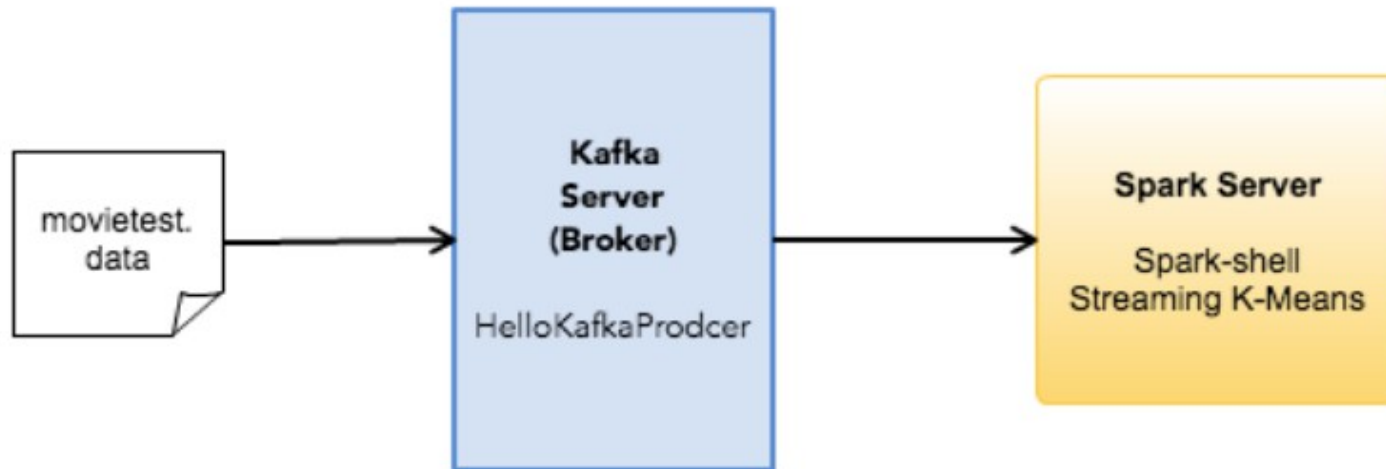 movietest.
data
Kafka
Server
(Broker)
HelloKafkaProdcer
Spark Server
Spark-shell
Streaming K-Means